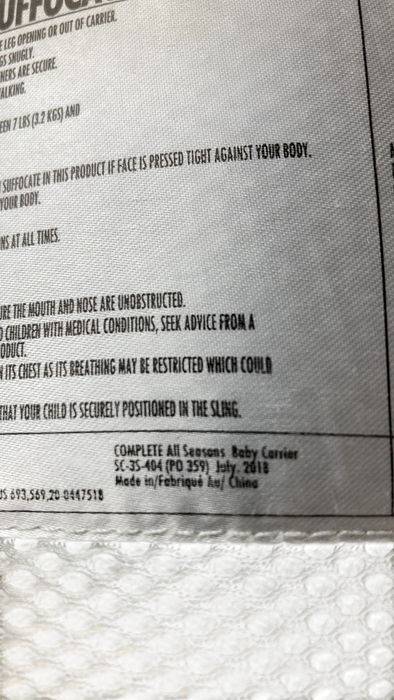 SUFFOCAT
E LEG OPENING OR OUT OF CARRIER.
GS SNUGLY.
NERS ARE SECURE.
ALKING.
EEN 7 LBS (3.2 KGS) AND
SUFFOCATE IN THIS PRODUCT IF FACE IS PRESSED TIGHT AGAINST YOUR BODY.
YOUR BODY.
NS AT ALL TIMES.
URE THE MOUTH AND NOSE ARE UNOBSTRUCTED.
D CHILDREN WITH MEDICAL CONDITIONS, SEEK ADVICE FROM A
ODUCT.
N ITS CHEST AS ITS BREATHING MAY BE RESTRICTED WHICH COULD
THAT YOUR CHILD IS SECURELY POSITIONED IN THE SLING.
COMPLETE All Seasons Baby Carrier
SC-3S-404 (PO 359) July, 2018
Made in/Fabriqué Au/ China
US 693,569,20 0447518